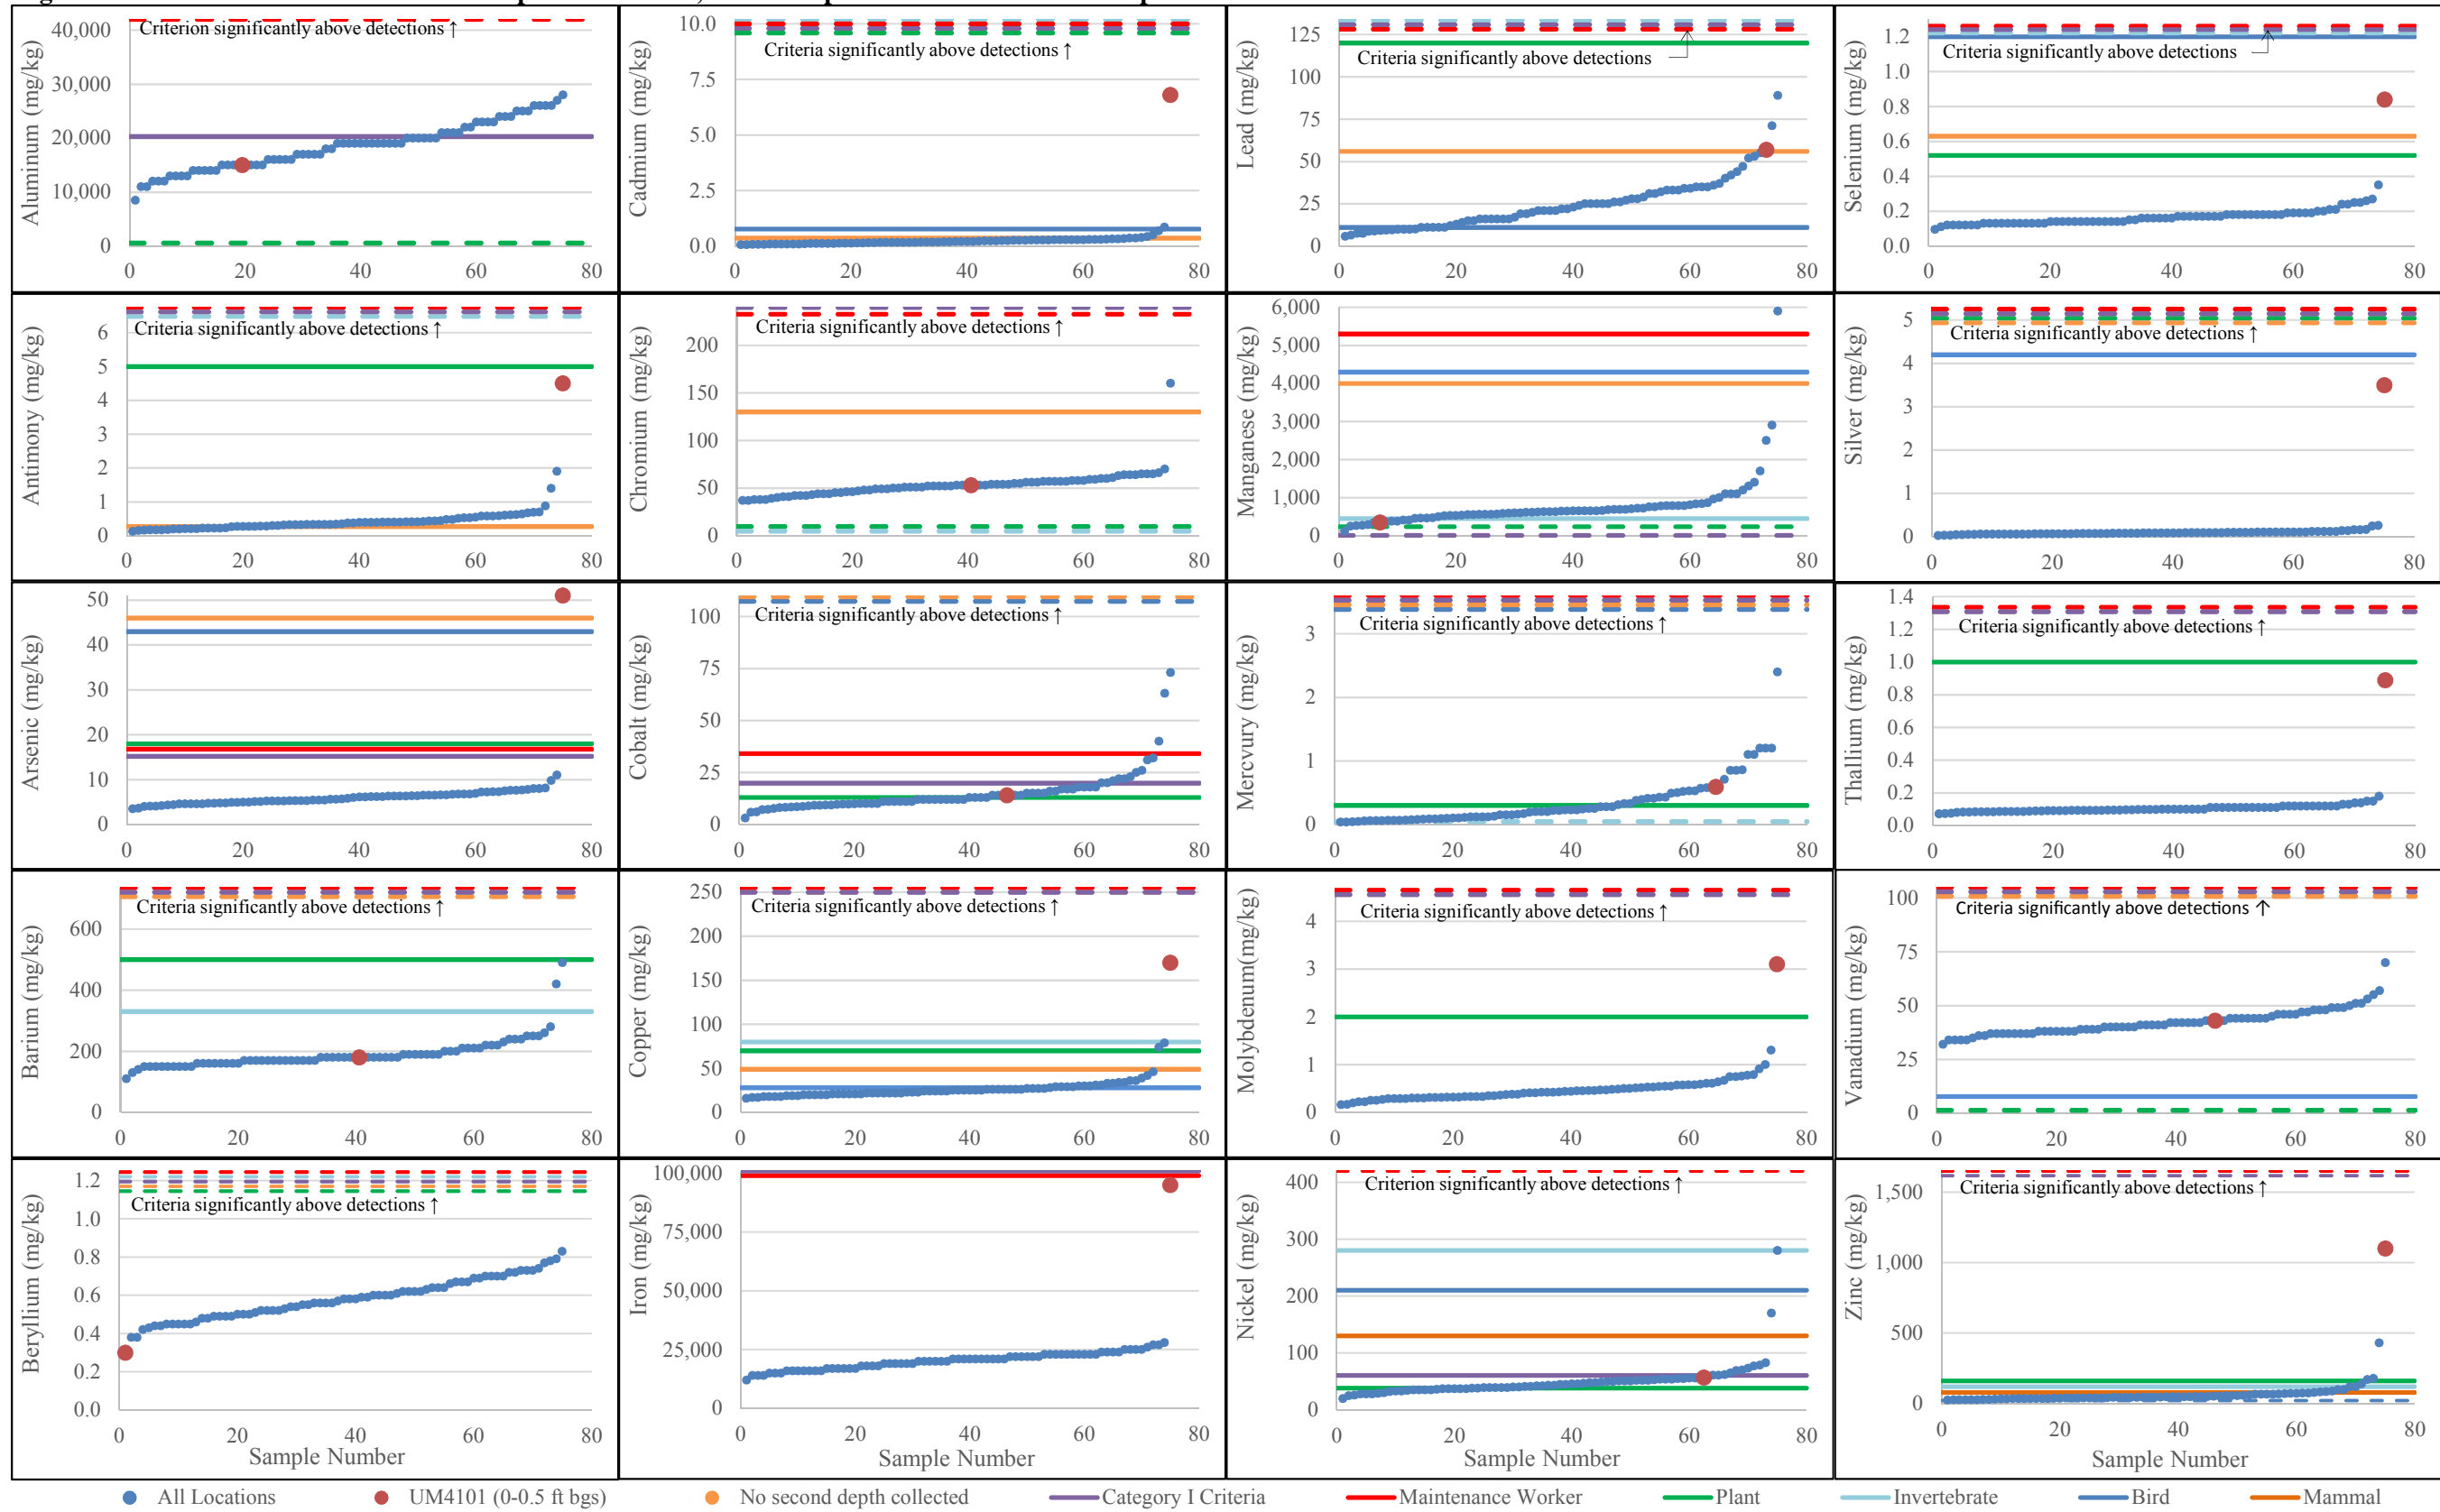 Aluminum (mg/kg)
40,000
30,000
20,000
10,000
0
Criterion significantly above detections ↑
0 20 40 60 80
Cadmium (mg/kg)
10.0
7.5
5.0
2.5
0.0
Criteria significantly above detections ↑
0 20 40 60 80
Lead (mg/kg)
125
100
75
50
25
0
Criteria significantly above detections
0 20 40 60 80
Selenium (mg/kg)
1.2
1.0
0.8
0.6
0.4
0.2
0.0
Criteria significantly above detections
0 20 40 60 80
Antimony (mg/kg)
6
5
4
3
2
1
0
Criteria significantly above detections ↑
0 20 40 60 80
Chromium (mg/kg)
200
150
100
50
0
Criteria significantly above detections ↑
0 20 40 60 80
Manganese (mg/kg)
6,000
5,000
4,000
3,000
2,000
1,000
0
0 20 40 60 80
Silver (mg/kg)
5
4
3
2
1
0
Criteria significantly above detections ↑
0 20 40 60 80
Arsenic (mg/kg)
50
40
30
20
10
0
0 20 40 60 80
Cobalt (mg/kg)
100
75
50
25
0
Criteria significantly above detections ↑
0 20 40 60 80
Mercvury (mg/kg)
3
2
1
0
Criteria significantly above detections ↑
0 20 40 60 80
Thallium (mg/kg)
1.4
1.2
1.0
0.8
0.6
0.4
0.2
0.0
Criteria significantly above detections ↑
0 20 40 60 80
Barium (mg/kg)
600
400
200
0
Criteria significantly above detections ↑
0 20 40 60 80
Copper (mg/kg)
250
200
150
100
50
0
Criteria significantly above detections ↑
0 20 40 60 80
Molybdenum(mg/kg)
4
3
2
1
0
Criteria significantly above detections ↑
0 20 40 60 80
Vanadium (mg/kg)
100
75
50
25
0
Criteria significantly above detections ↑
0 20 40 60 80
Beryllium (mg/kg)
1.2
1.0
0.8
0.6
0.4
0.2
0.0
Criteria significantly above detections ↑
0 20 40 60 80
Sample Number
Iron (mg/kg)
100,000
75,000
50,000
25,000
0
0 20 40 60 80
Sample Number
Nickel (mg/kg)
400
300
200
100
0
Criterion significantly above detections ↑
0 20 40 60 80
Sample Number
Zinc (mg/kg)
1,500
1,000
500
0
Criteria significantly above detections ↑
0 20 40 60 80
Sample Number
All Locations UM4101 (0-0.5 ft bgs) No second depth collected Category I Criteria Maintenance Worker Plant Invertebrate Bird Mammal